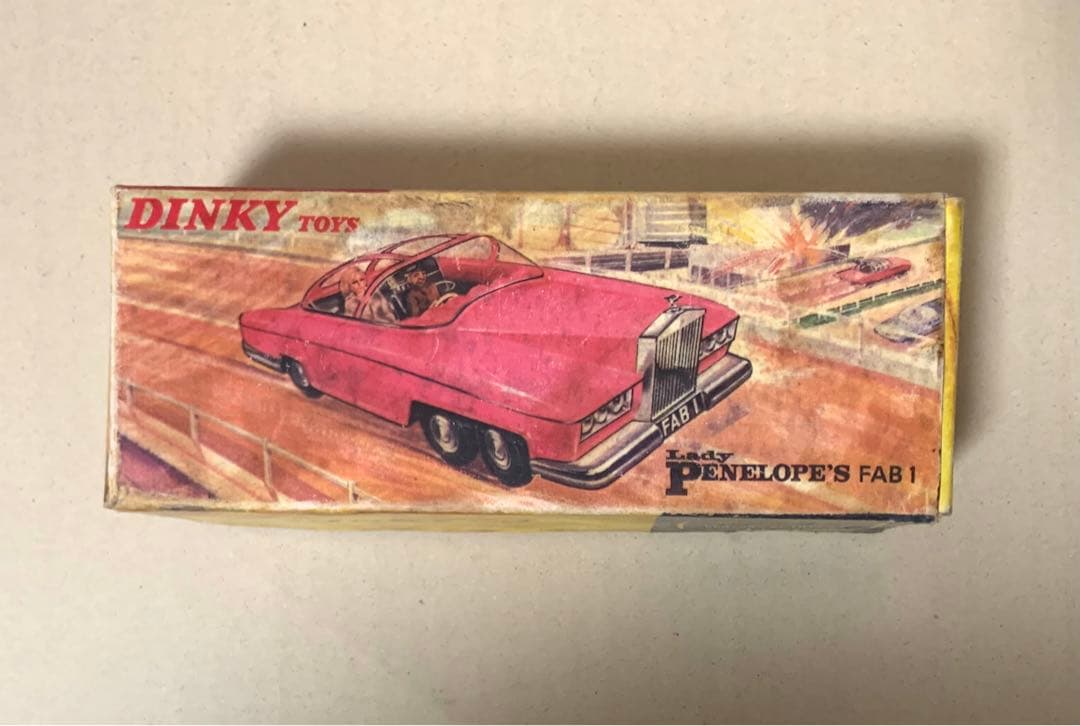 DINKY TOYS
FAB 1
Lady
PENELOPE'S FAB 1